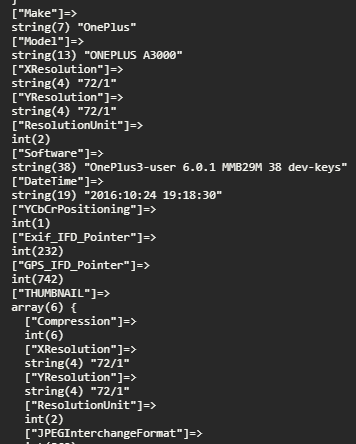 ["Make"]=>
string(7) "OnePlus"
["Model"]=>
string(13) "ONEPLUS A3000"
["XResolution"]=>
string(4) "72/1"
["YResolution"]=>
string(4) "72/1"
["ResolutionUnit"]=>
int(2)
["Software"]=>
string(38) "OnePlus3-user 6.0.1 MMB29M 38 dev-keys"
["DateTime"]=>
string(19) "2016:10:24 19:18:30"
["YCbCrPositioning"]=>
int(1)
["Exif_IFD_Pointer"]=>
int(232)
["GPS_IFD_Pointer"]=>
int(742)
["THUMBNAIL"]=>
array(6) {
["Compression"]=>
int(6)
["XResolution"]=>
string(4) "72/1"
["YResolution"]=>
string(4) "72/1"
["ResolutionUnit"]=>
int(2)
["JPEGInterchangeFormat"]=>